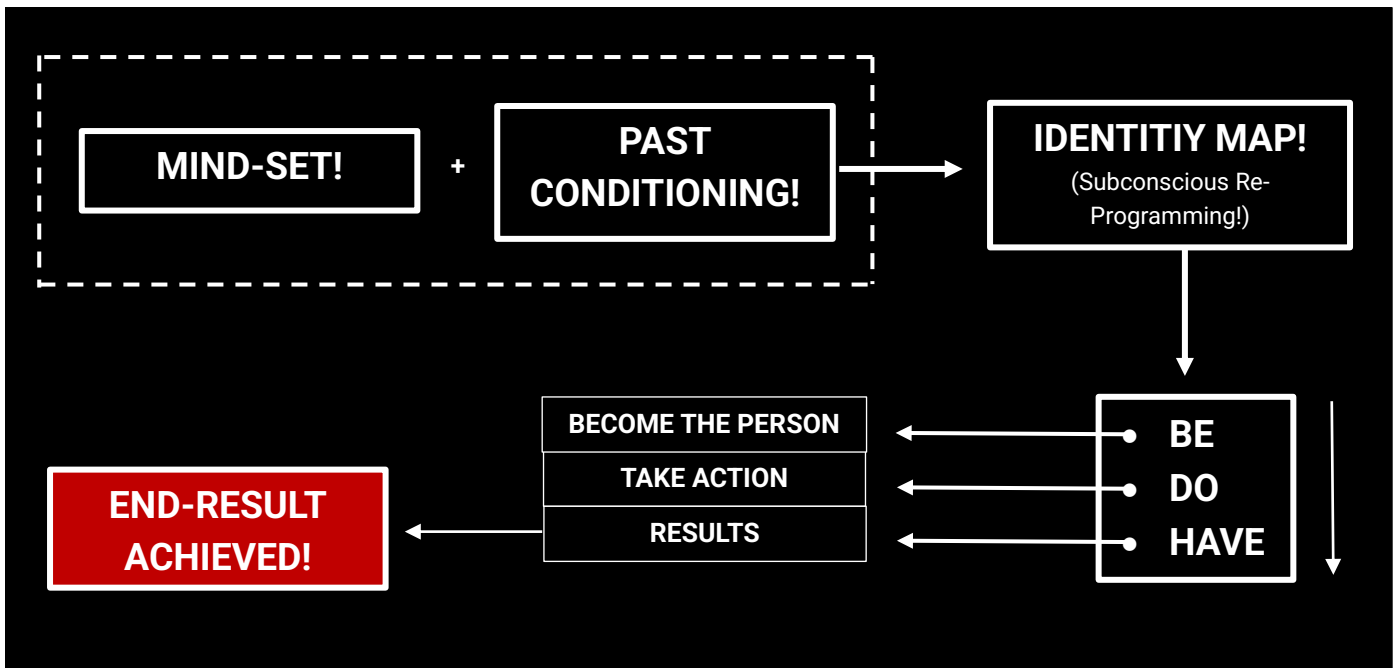 MIND-SET!
+
PAST
CONDITIONING!
IDENTITIY MAP!
(Subconscious Re-
Programming!)
BE
DO
HAVE
BECOME THE PERSON
TAKE ACTION
RESULTS
END-RESULT
ACHIEVED!